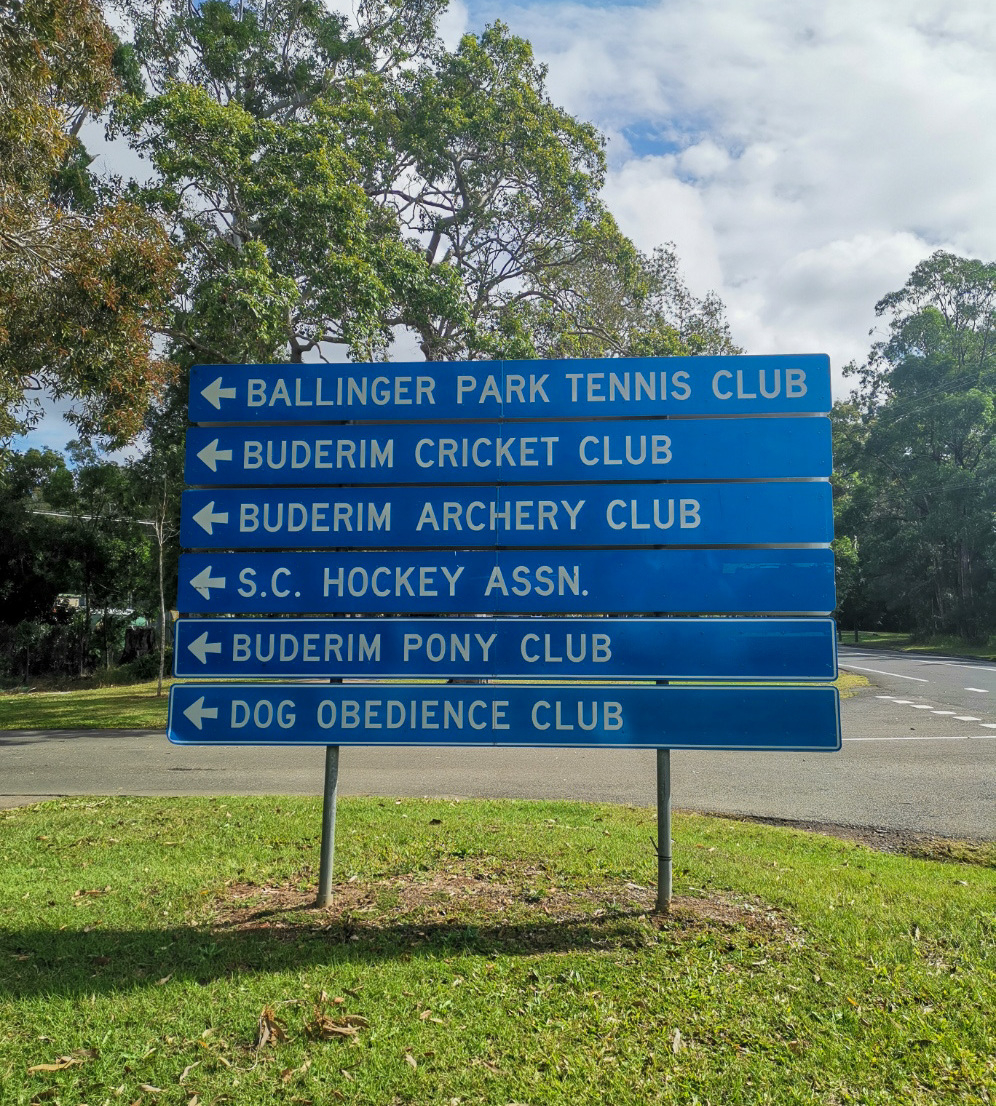 BALLINGER PARK TENNIS CLUB
BUDERIM CRICKET CLUB
BUDERIM ARCHERY CLUB
S.C. HOCKEY ASSN.
BUDERIM PONY CLUB
DOG OBEDIENCE CLUB